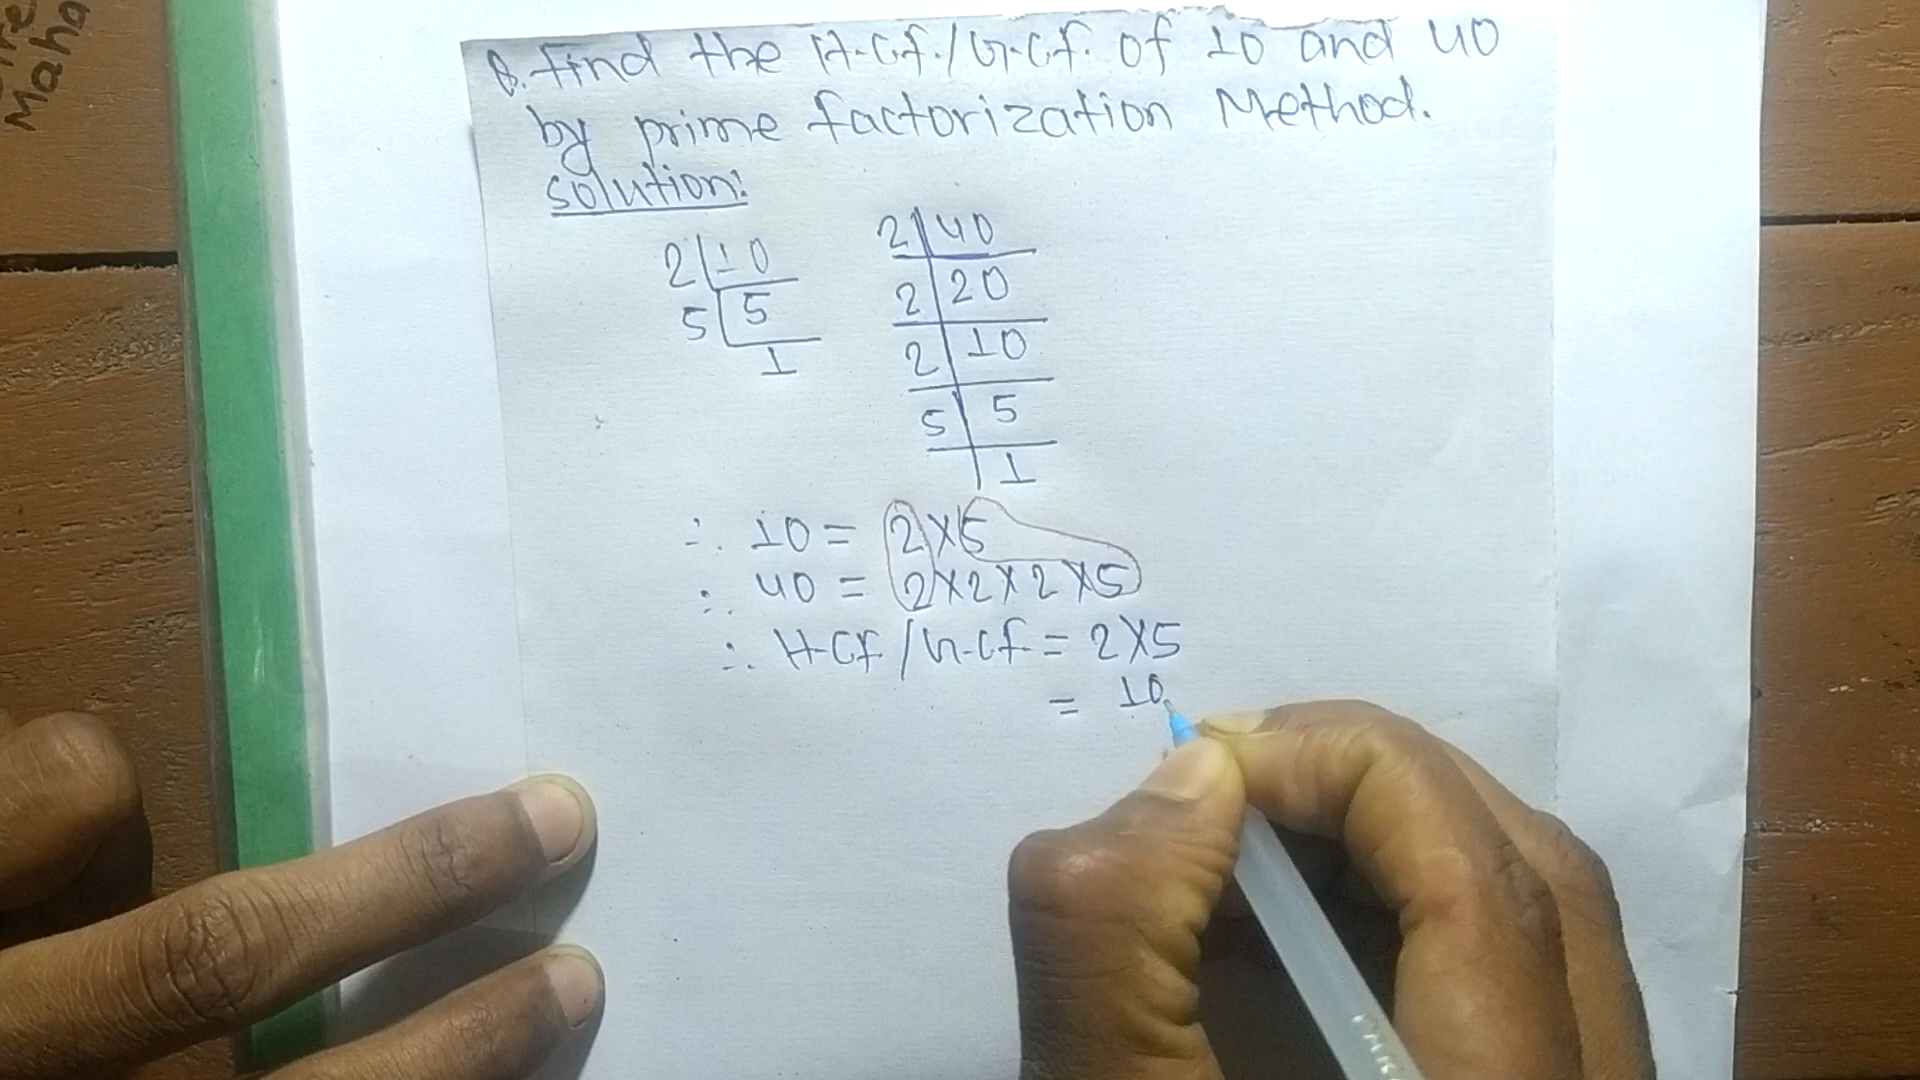 Q. Find the H.C.F./G.C.F. of 10 and 40
by prime factorization Method.
solution:
2 | 10
5 | 5
1
2 | 40
2 | 20
2 | 10
5 | 5
1
∴ 10 = 2×5
∴ 40 = 2×2×2×5
∴ H.C.F/G.C.F = 2×5
= 10
Maha